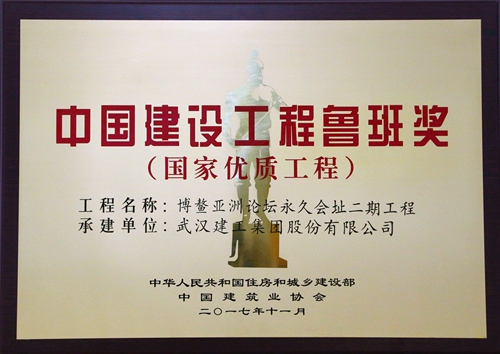 中国建设工程鲁班奖
（国家优质工程）
工程名称：博鳌亚洲论坛永久会址二期工程
承建单位：武汉建工集团股份有限公司
中华人民共和国住房和城乡建设部
中国建筑业协会
二〇一七年十一月